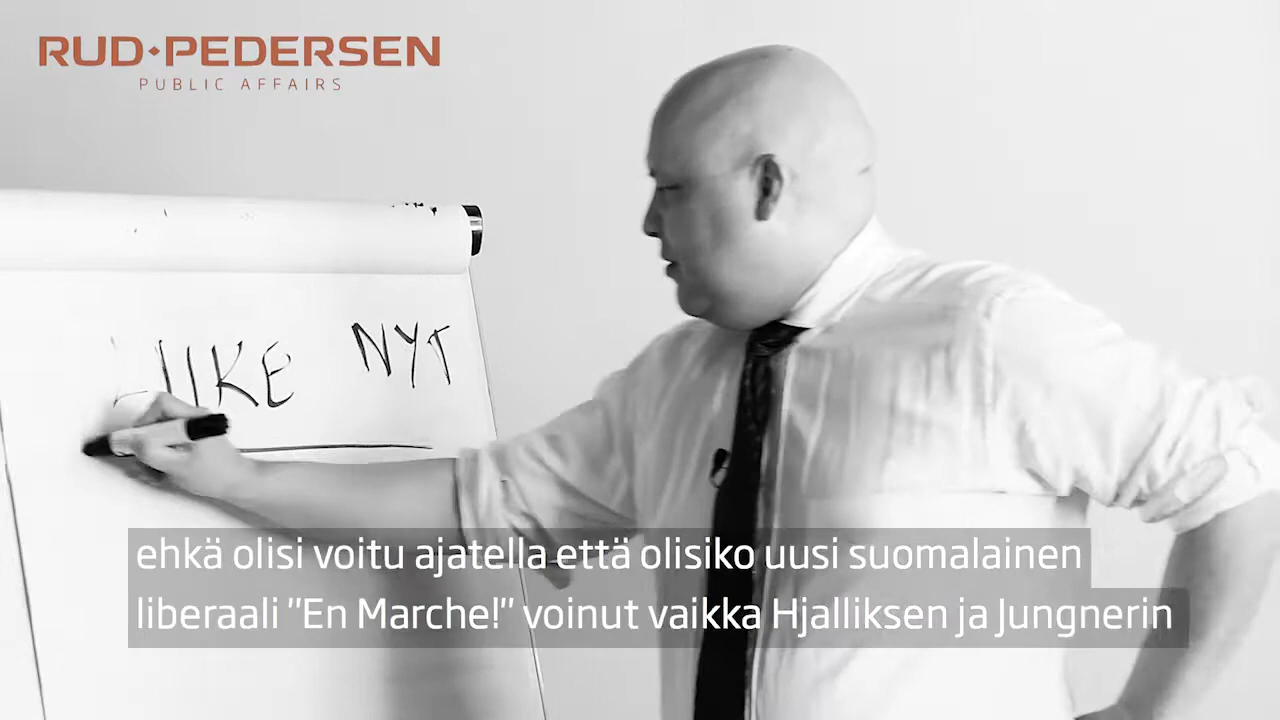 RUD•PEDERSEN
PUBLIC AFFAIRS
LIIKE NYT
ehkä olisi voitu ajatella että olisiko uusi suomalainen
liberaali "En Marche!" voinut vaikka Hjalliksen ja Jungnerin